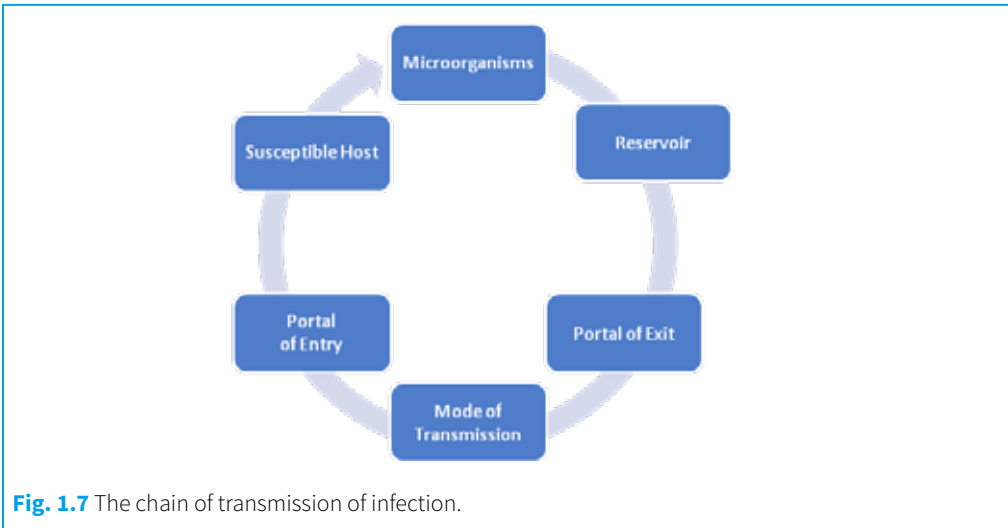 Microorganisms
Reservoir
Portal of Exit
Mode of
Transmission
Portal
of Entry
Susceptible Host
Fig. 1.7 The chain of transmission of infection.